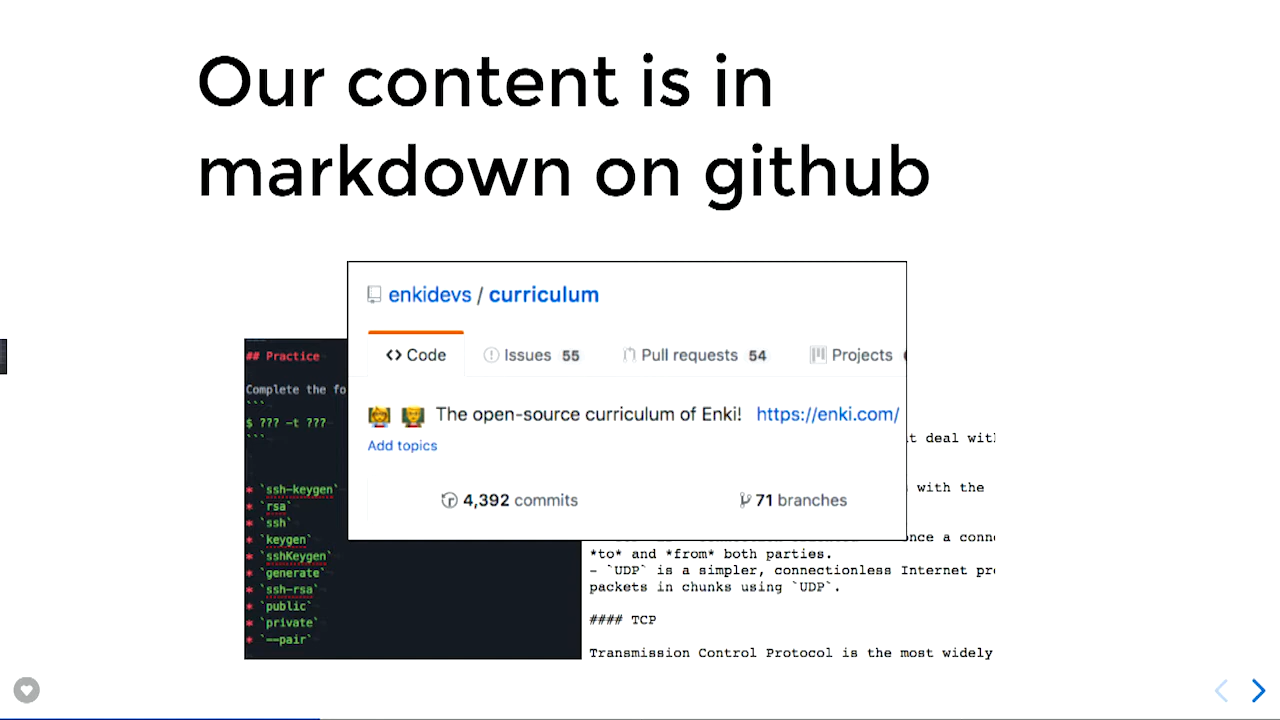 Our content is in
markdown on github
enkidevs / curriculum
Code Issues 55 Pull requests 54 Projects
The open-source curriculum of Enki! https://enki.com/
Add topics
4,392 commits 71 branches
## Practice
Complete the fo
```
$ ??? -t ???
```
* `ssh-keygen`
* `rsa`
* `ssh`
* `keygen`
* `sshKeygen`
* `generate`
* `ssh-rsa`
* `public`
* `private`
* `--pair`
t deal with
with the
once a conn
*to* and *from* both parties.
- `UDP` is a simpler, connectionless Internet pro
packets in chunks using `UDP`.
#### TCP
Transmission Control Protocol is the most widely